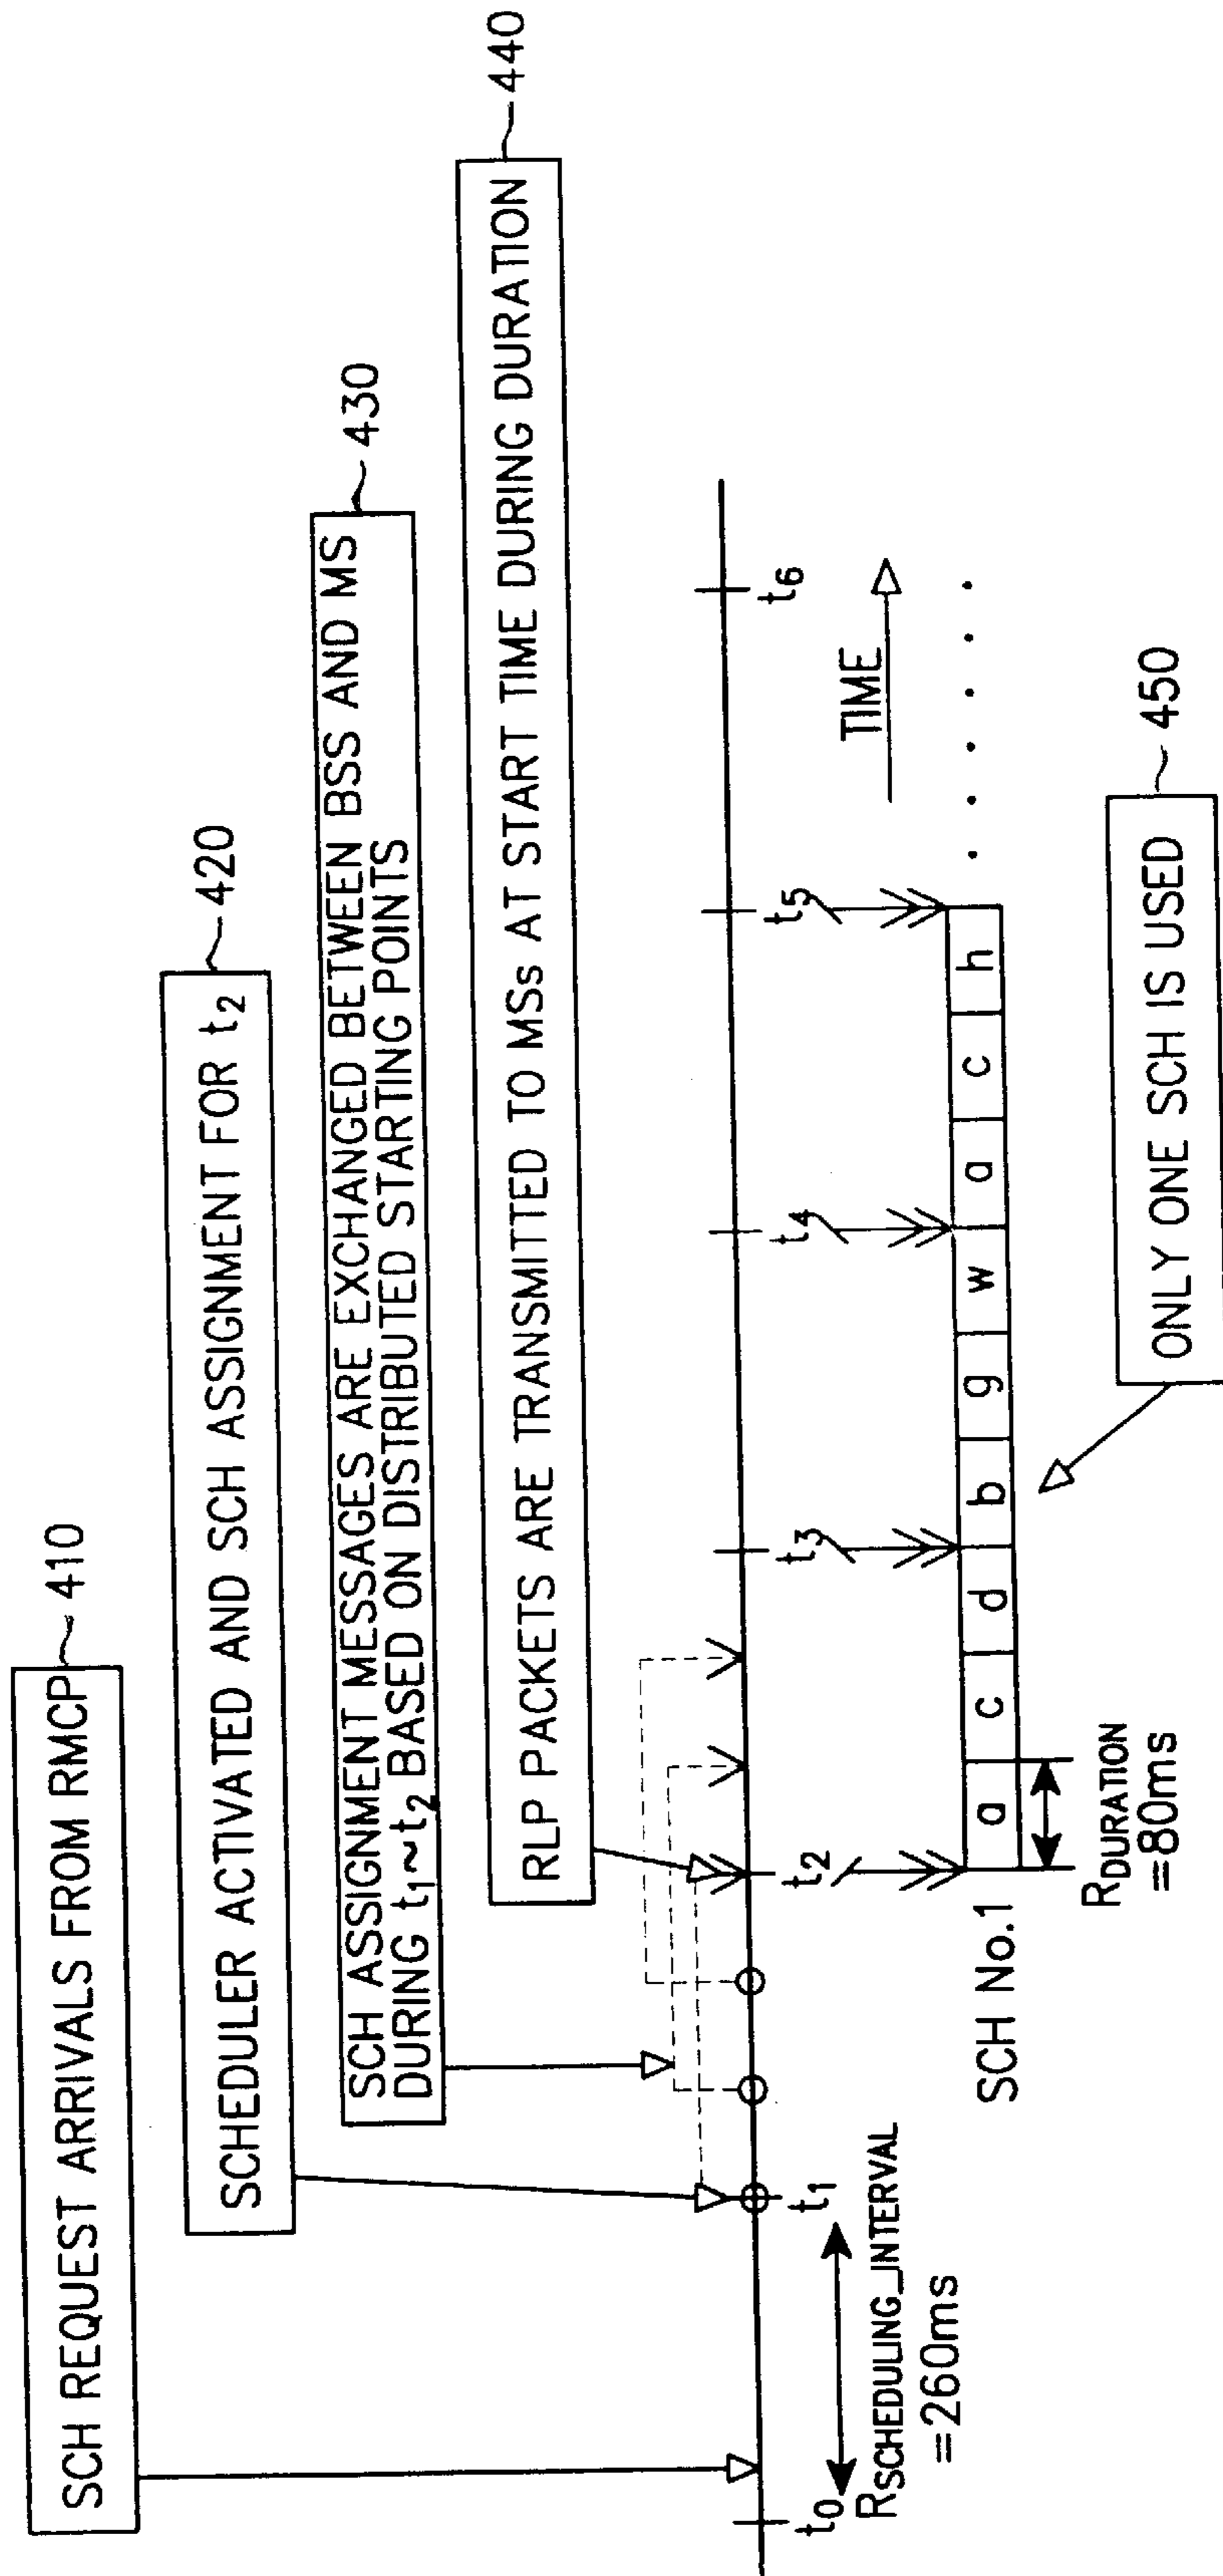 SCH REQUEST ARRIVALS FROM RMCP
410
SCHEDULER ACTIVATED AND SCH ASSIGNMENT FOR t2
420
SCH ASSIGNMENT MESSAGES ARE EXCHANGED BETWEEN BSS AND MS
DURING t1~t2 BASED ON DISTRIBUTED STARTING POINTS
430
RLP PACKETS ARE TRANSMITTED TO MSs AT START TIME DURING DURATION
440
t0
t1
t2
t3
t4
t5
t6
RSCHEDULING_INTERVAL
=260ms
TIME
SCH No.1
a c d b g w a c h
RDURATION
=80ms
ONLY ONE SCH IS USED
450